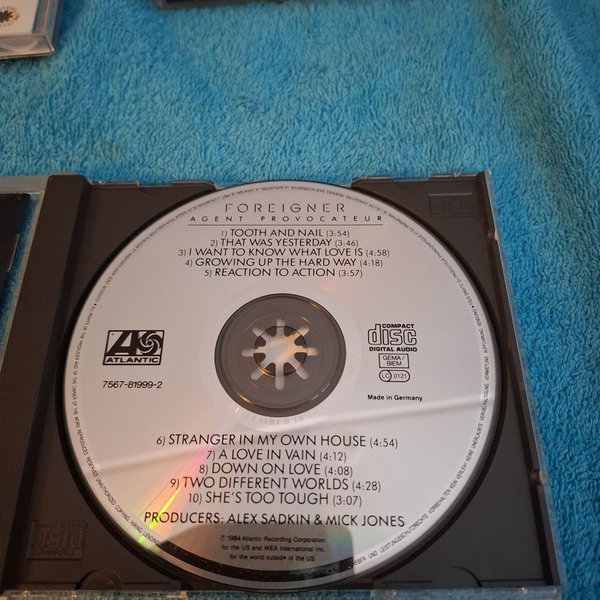 FOREIGNER
AGENT PROVOCATEUR
1) TOOTH AND NAIL (3:54)
2) THAT WAS YESTERDAY (3:46)
3) I WANT TO KNOW WHAT LOVE IS (4:58)
4) GROWING UP THE HARD WAY (4:18)
5) REACTION TO ACTION (3:57)
ATLANTIC
7567-81999-2
COMPACT
disc
DIGITAL AUDIO
GEMA/
BIEM
LC 0121
Made in Germany
6) STRANGER IN MY OWN HOUSE (4:54)
7) A LOVE IN VAIN (4:12)
8) DOWN ON LOVE (4:08)
9) TWO DIFFERENT WORLDS (4:28)
10) SHE'S TOO TOUGH (3:07)
PRODUCERS: ALEX SADKIN & MICK JONES
℗ 1984 Atlantic Recording Corporation
for the US and WEA International Inc.
for the world outside of the US.